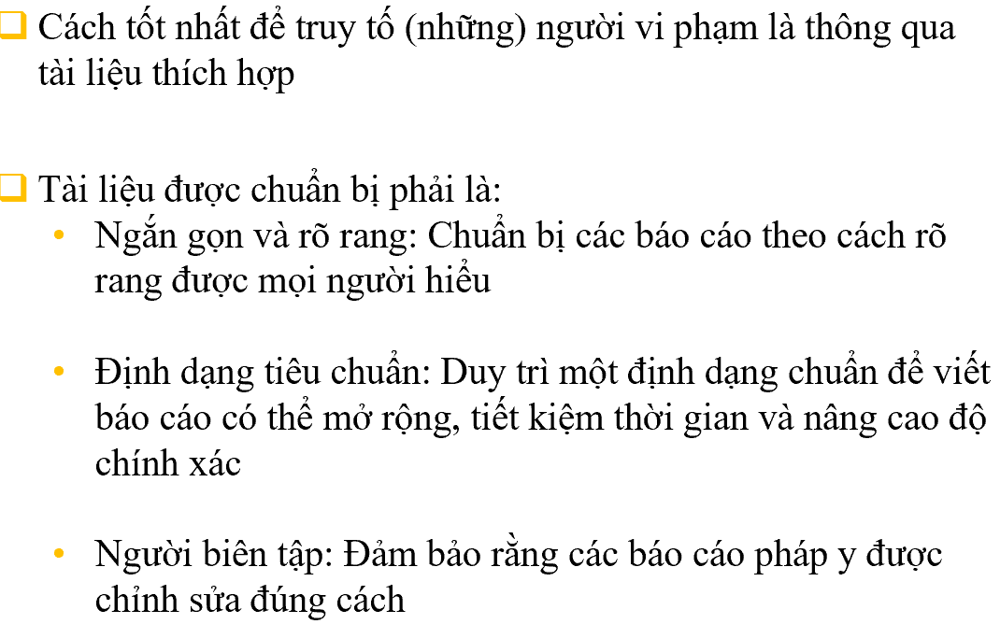 Cách tốt nhất để truy tố (những) người vi phạm là thông qua
tài liệu thích hợp
Tài liệu được chuẩn bị phải là:
Ngắn gọn và rõ rang: Chuẩn bị các báo cáo theo cách rõ
rang được mọi người hiểu
Định dạng tiêu chuẩn: Duy trì một định dạng chuẩn để viết
báo cáo có thể mở rộng, tiết kiệm thời gian và nâng cao độ
chính xác
Người biên tập: Đảm bảo rằng các báo cáo pháp y được
chỉnh sửa đúng cách